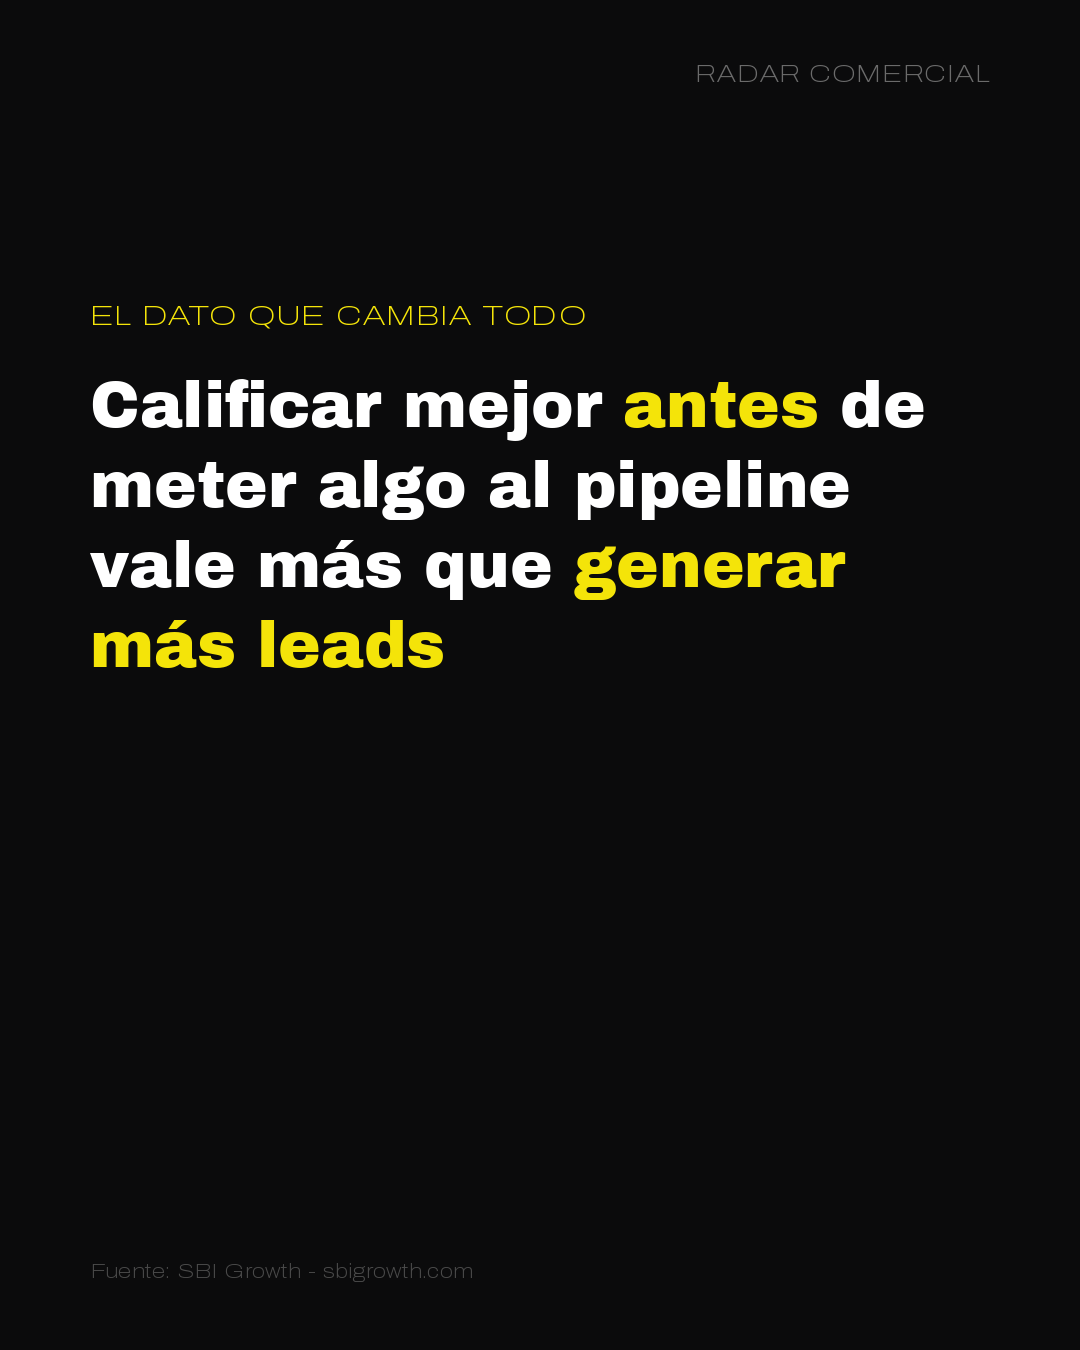 RADAR COMERCIAL
EL DATO QUE CAMBIA TODO
Calificar mejor antes de
meter algo al pipeline
vale más que generar
más leads
Fuente: SBI Growth - sbigrowth.com